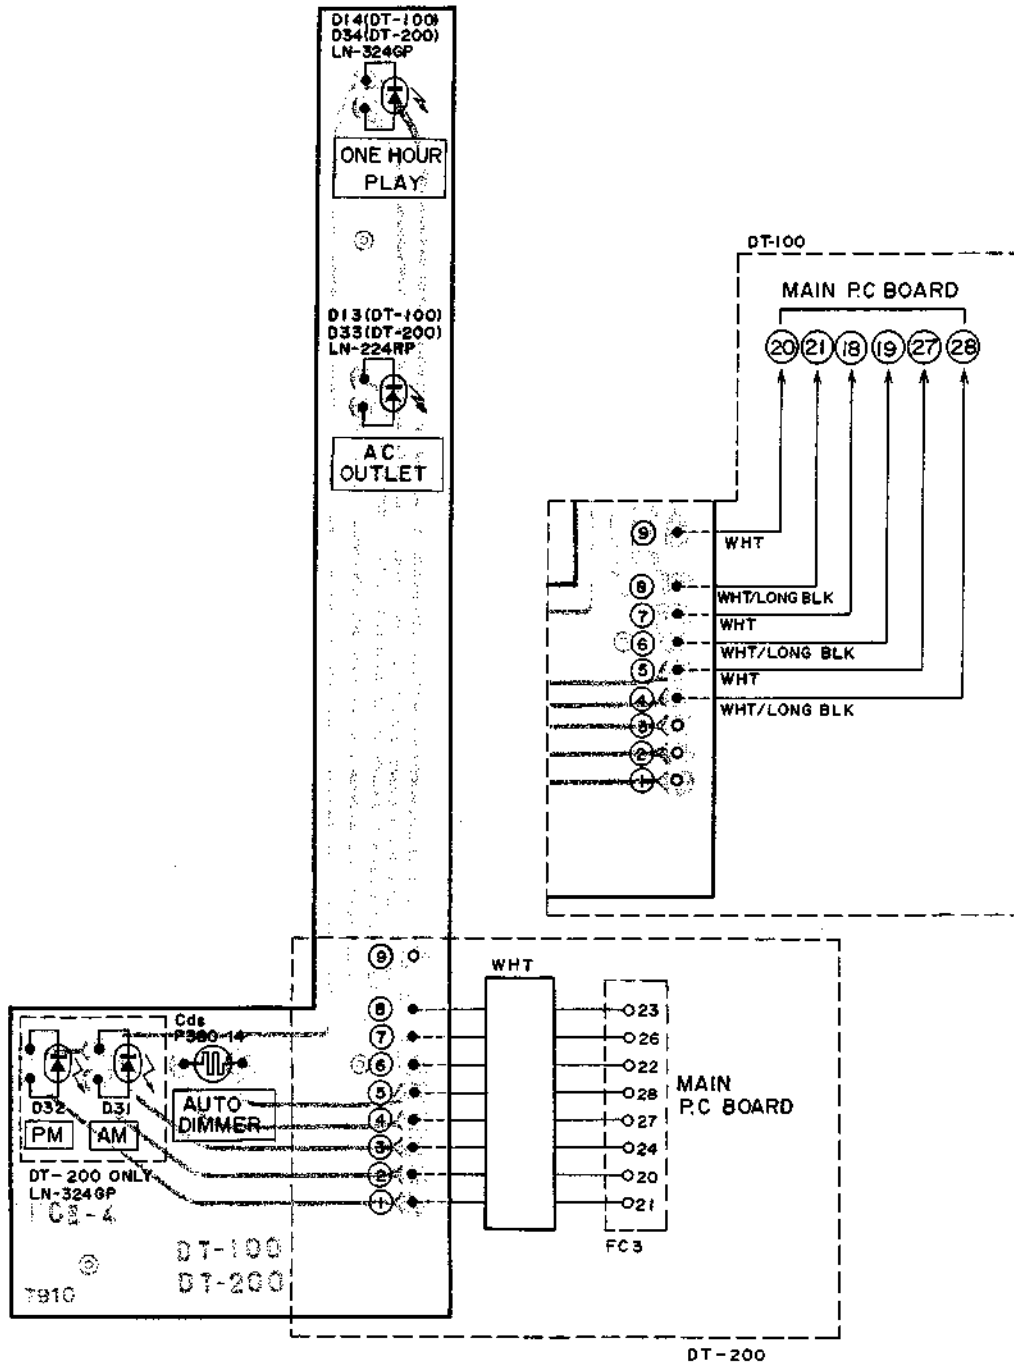 D14(DT-100)
D34(DT-200)
LN-324GP
ONE HOUR
PLAY
D13(DT-100)
D33(DT-200)
LN-224RP
AC
OUTLET
DT-100
MAIN P.C BOARD
20 21 18 19 27 28
9
WHT
8
WHT/LONG BLK
7
WHT
6
WHT/LONG BLK
5
WHT
4
WHT/LONG BLK
3
2
1
9
WHT
8 23
7 26
6 22
5 28
4 27
3 24
2 20
1 21
MAIN
P.C BOARD
FC3
DT-200
Cds
P380-14
AUTO
DIMMER
D32 D31
PM AM
DT-200 ONLY
LN-324GP
DT-100
DT-200
T910